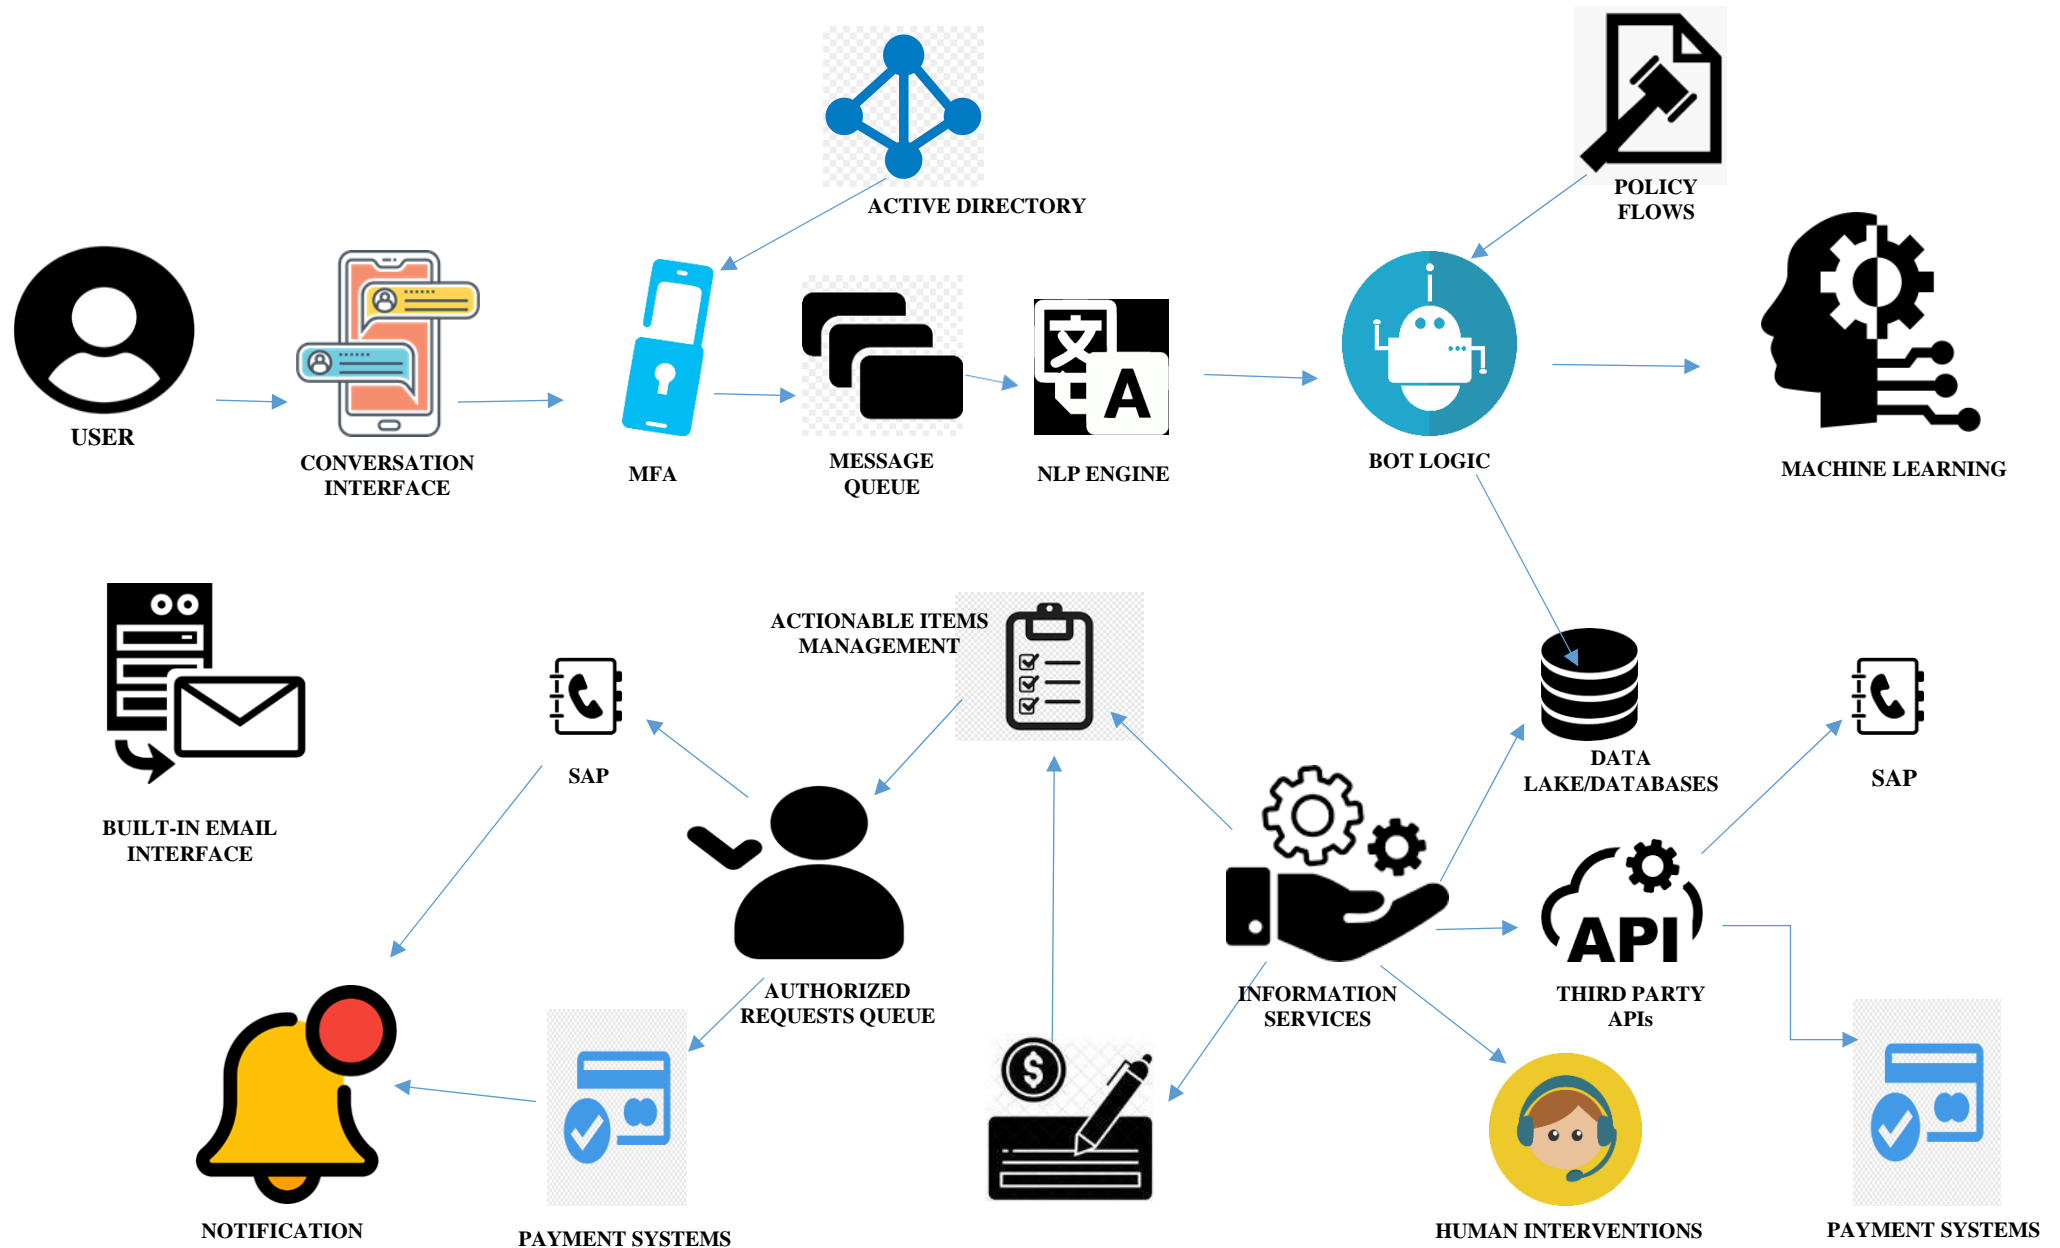 ACTIVE DIRECTORY
POLICY
FLOWS
USER
CONVERSATION
INTERFACE
MFA
MESSAGE
QUEUE
文
A
NLP ENGINE
BOT LOGIC
MACHINE LEARNING
BUILT-IN EMAIL
INTERFACE
SAP
ACTIONABLE ITEMS
MANAGEMENT
DATA
LAKE/DATABASES
SAP
AUTHORIZED
REQUESTS QUEUE
INFORMATION
SERVICES
API
THIRD PARTY
APIs
NOTIFICATION
PAYMENT SYSTEMS
$
HUMAN INTERVENTIONS
PAYMENT SYSTEMS